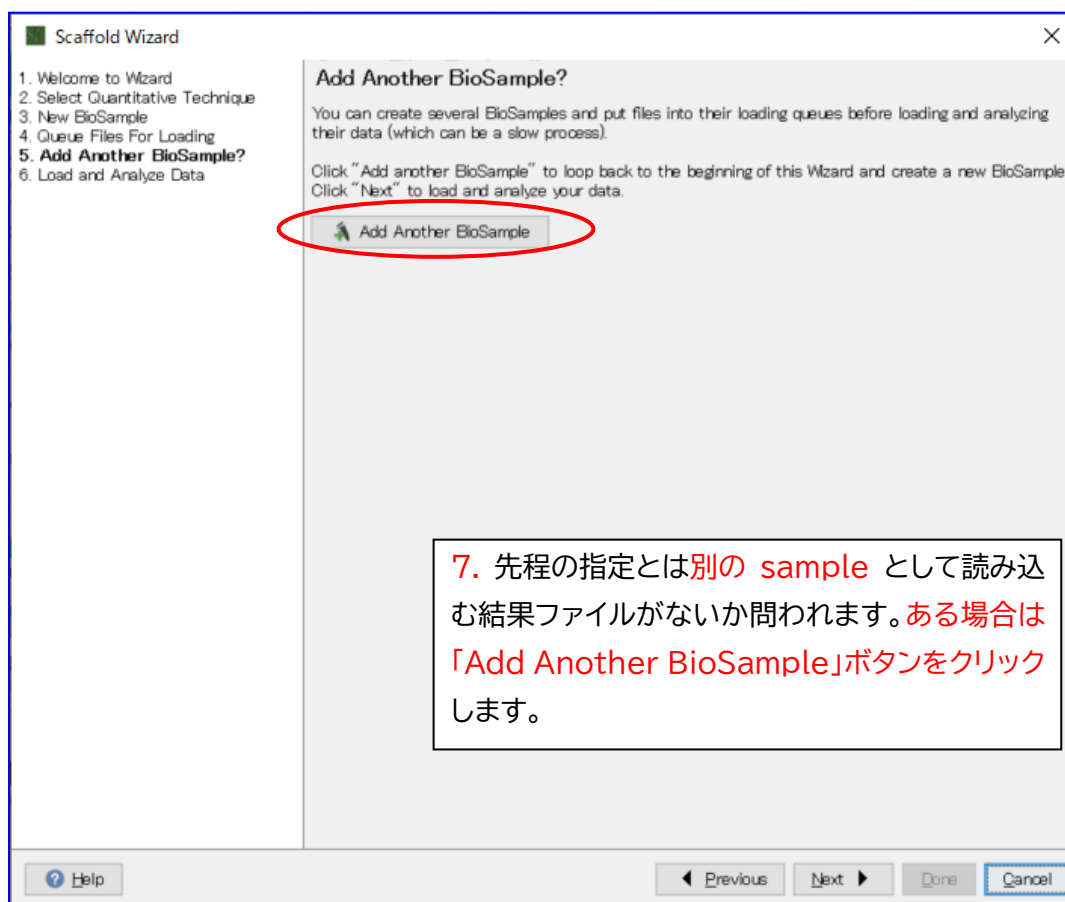 Scaffold Wizard
1. Welcome to Wizard
2. Select Quantitative Technique
3. New BioSample
4. Queue Files For Loading
5. Add Another BioSample?
6. Load and Analyze Data
Add Another BioSample?
You can create several BioSamples and put files into their loading queues before loading and analyzing
their data (which can be a slow process).
Click "Add another BioSample" to loop back to the beginning of this Wizard and create a new BioSample
Click "Next" to load and analyze your data.
Add Another BioSample
7. 先程の指定とは別の sample として読み込
む結果ファイルがないか問われます。ある場合は
「Add Another BioSample」ボタンをクリック
します。
Help
Previous
Next
Done
Cancel